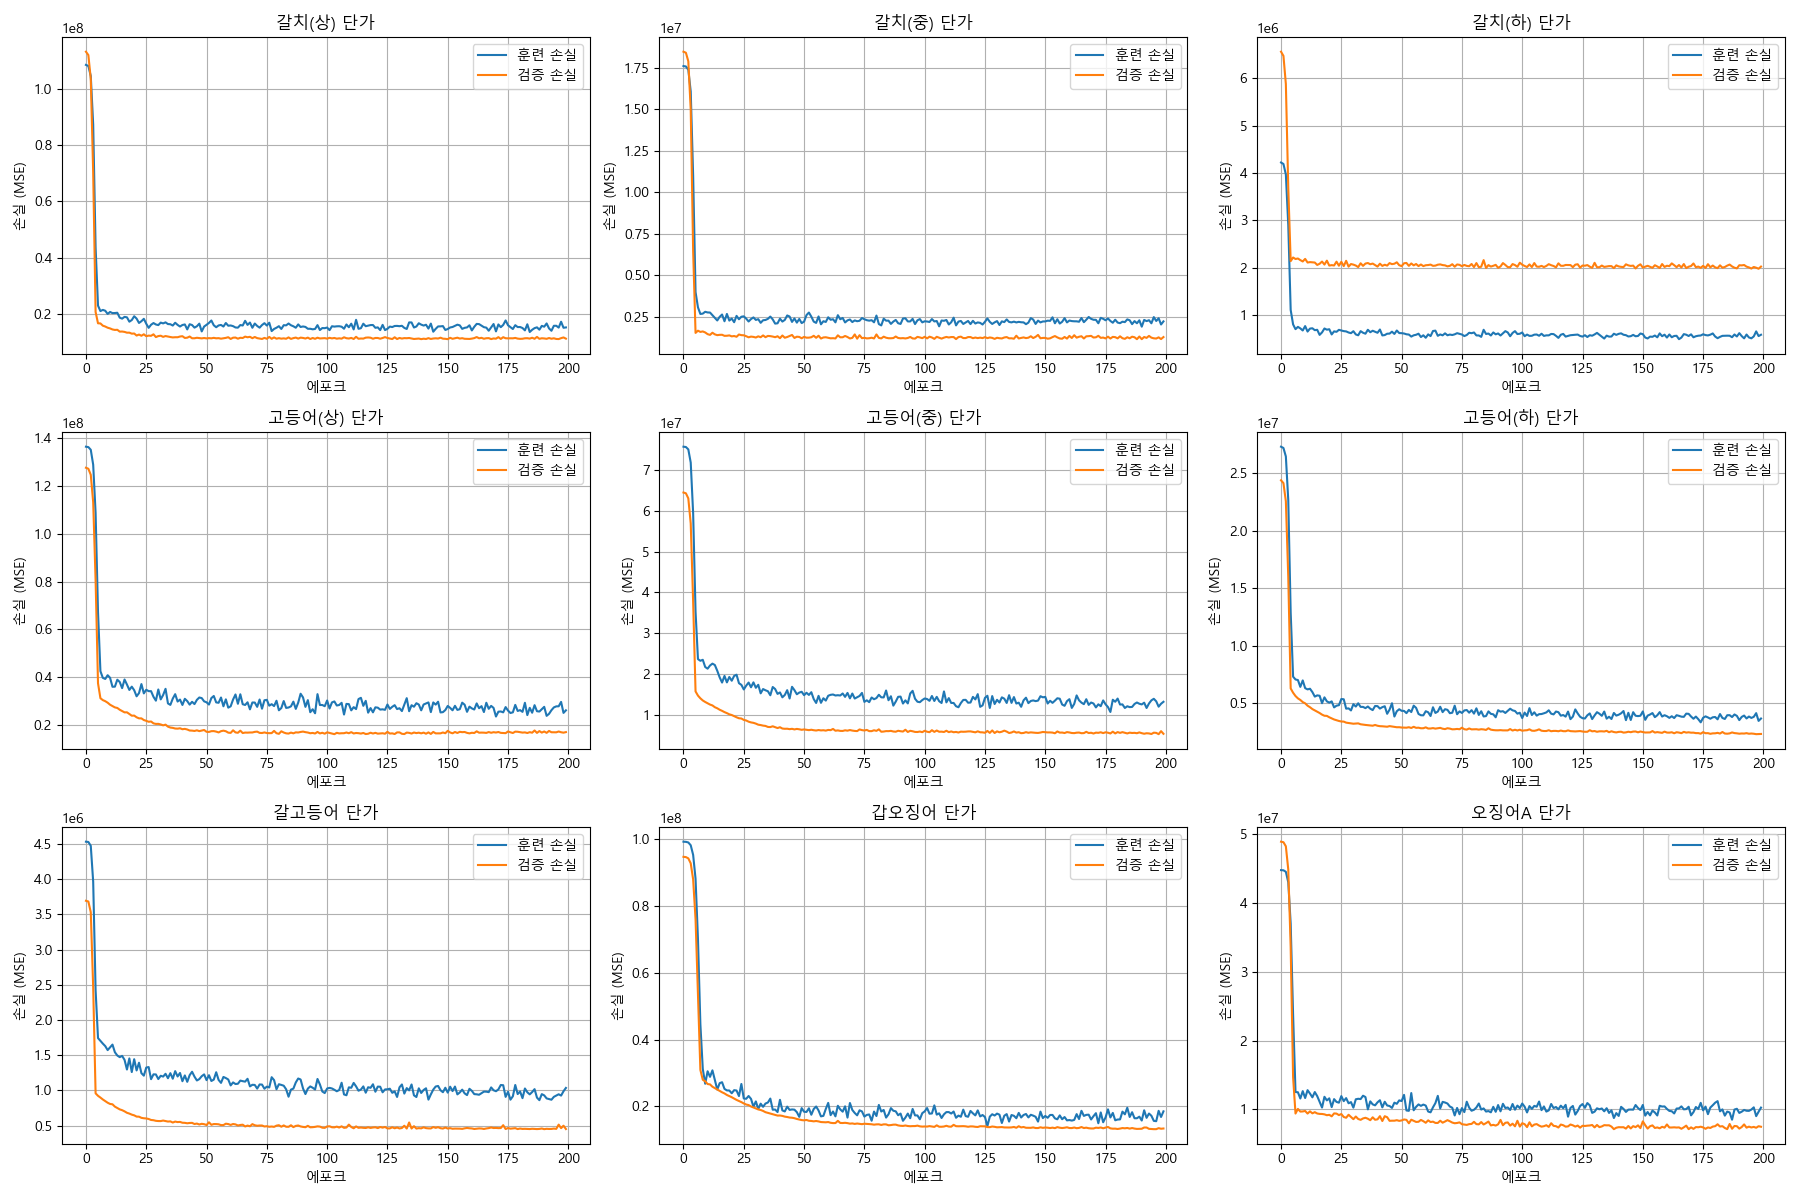 갈치(상) 단가
1e8
훈련 손실
검증 손실
손실 (MSE)
1.0
0.8
0.6
0.4
0.2
0 25 50 75 100 125 150 175 200
에포크
갈치(중) 단가
1e7
훈련 손실
검증 손실
손실 (MSE)
1.75
1.50
1.25
1.00
0.75
0.50
0.25
0 25 50 75 100 125 150 175 200
에포크
갈치(하) 단가
1e6
훈련 손실
검증 손실
손실 (MSE)
6
5
4
3
2
1
0 25 50 75 100 125 150 175 200
에포크
고등어(상) 단가
1e8
훈련 손실
검증 손실
손실 (MSE)
1.4
1.2
1.0
0.8
0.6
0.4
0.2
0 25 50 75 100 125 150 175 200
에포크
고등어(중) 단가
1e7
훈련 손실
검증 손실
손실 (MSE)
7
6
5
4
3
2
1
0 25 50 75 100 125 150 175 200
에포크
고등어(하) 단가
1e7
훈련 손실
검증 손실
손실 (MSE)
2.5
2.0
1.5
1.0
0.5
0 25 50 75 100 125 150 175 200
에포크
갈고등어 단가
1e6
훈련 손실
검증 손실
손실 (MSE)
4.5
4.0
3.5
3.0
2.5
2.0
1.5
1.0
0.5
0 25 50 75 100 125 150 175 200
에포크
갑오징어 단가
1e8
훈련 손실
검증 손실
손실 (MSE)
1.0
0.8
0.6
0.4
0.2
0 25 50 75 100 125 150 175 200
에포크
오징어A 단가
1e7
훈련 손실
검증 손실
손실 (MSE)
5
4
3
2
1
0 25 50 75 100 125 150 175 200
에포크